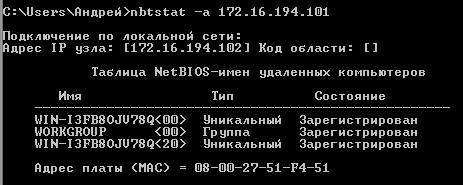 C:\Users\Андрей>nbtstat -a 172.16.194.101
Подключение по локальной сети:
Адрес IP узла: [172.16.194.102] Код области: []
Таблица NetBIOS-имен удаленных компьютеров
Имя Тип Состояние
WIN-I3FB8OJV78Q<00> Уникальный Зарегистрирован
WORKGROUP <00> Группа Зарегистрирован
WIN-I3FB8OJV78Q<20> Уникальный Зарегистрирован
Адрес платы (MAC) = 08-00-27-51-F4-51